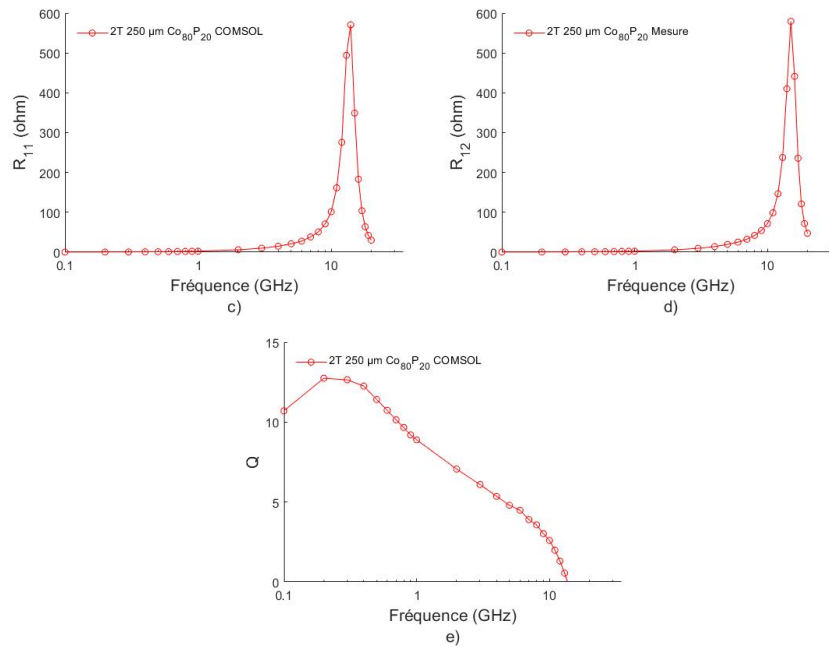 600
500
400
300
200
100
0
R₁₁ (ohm)
2T 250 µm Co₈₀P₂₀ COMSOL
0.1
1
10
Fréquence (GHz)
c)
600
500
400
300
200
100
0
R₁₂ (ohm)
2T 250 µm Co₈₀P₂₀ Mesure
0.1
1
10
Fréquence (GHz)
d)
15
10
5
0
Q
2T 250 µm Co₈₀P₂₀ COMSOL
0.1
1
10
Fréquence (GHz)
e)